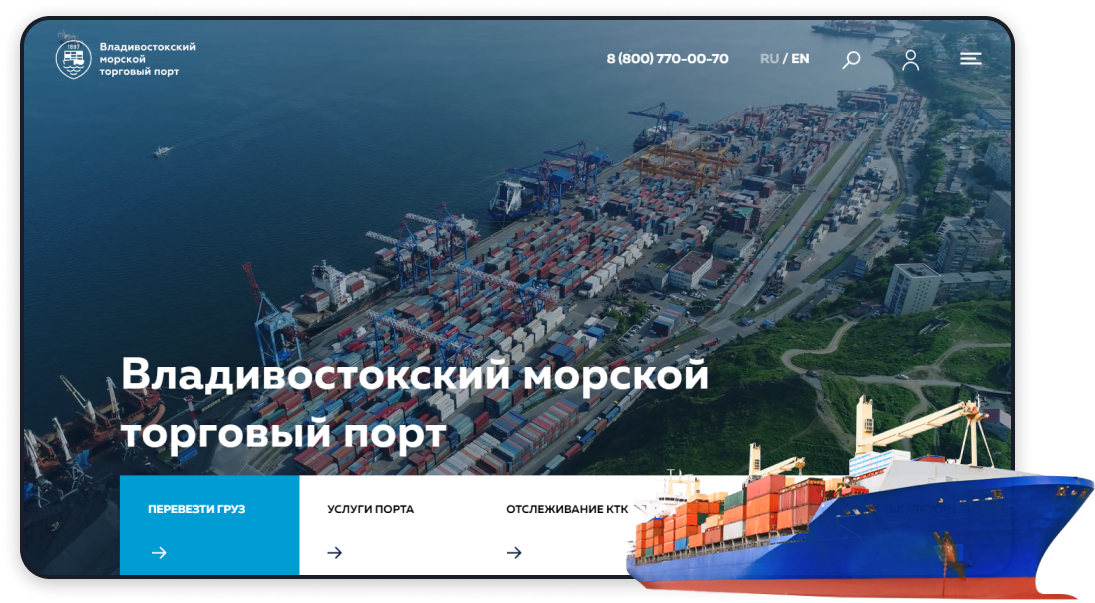 1897
Владивостокский
морской
торговый порт
8 (800) 770-00-70
RU / EN
Владивостокский морской
торговый порт
ПЕРЕВЕЗТИ ГРУЗ
УСЛУГИ ПОРТА
ОТСЛЕЖИВАНИЕ КТК